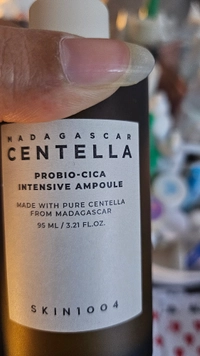 MADAGASCAR
CENTELLA
PROBIO-CICA
INTENSIVE AMPOULE
MADE WITH PURE CENTELLA
FROM MADAGASCAR
95 ML / 3.21 FL.OZ.
SKIN1004